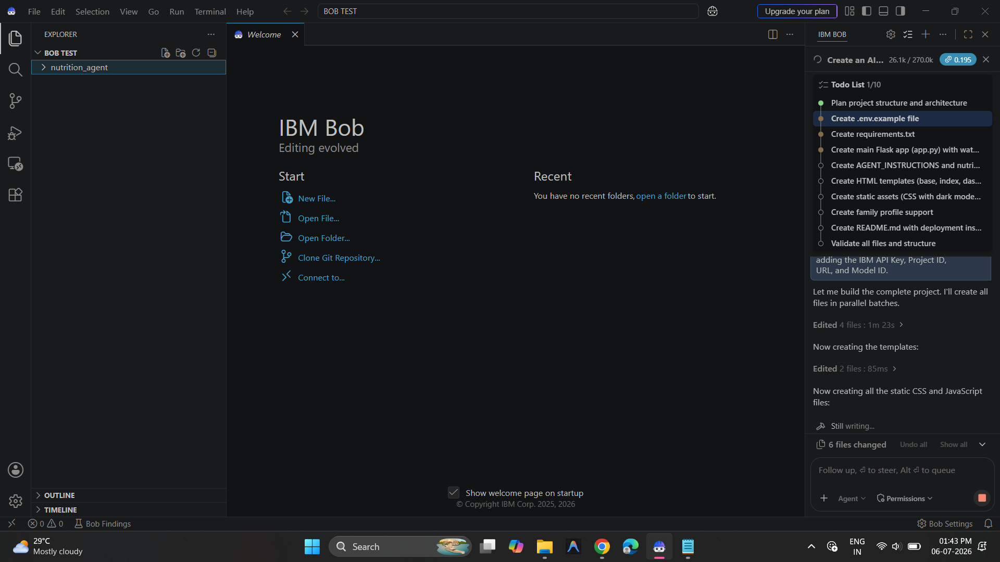 File Edit Selection View Go Run Terminal Help
BOB TEST
Upgrade your plan
EXPLORER
BOB TEST
nutrition_agent
OUTLINE
TIMELINE
Welcome
IBM Bob
Editing evolved
Start
New File...
Open File...
Open Folder...
Clone Git Repository...
Connect to...
Recent
You have no recent folders, open a folder to start.
Show welcome page on startup
© Copyright IBM Corp. 2025, 2026
IBM BOB
Create an AI... 26.1k / 270.0k 0.195
Todo List 1/10
Plan project structure and architecture
Create .env.example file
Create requirements.txt
Create main Flask app (app.py) with wat...
Create AGENT_INSTRUCTIONS and nutri...
Create HTML templates (base, index, das...
Create static assets (CSS with dark mode...
Create family profile support
Create README.md with deployment ins...
Validate all files and structure
adding the IBM API Key, Project ID,
URL, and Model ID.
Let me build the complete project. I'll create all
files in parallel batches.
Edited 4 files : 1m 23s
Now creating the templates:
Edited 2 files : 85ms
Now creating all the static CSS and JavaScript
files:
Still writing...
6 files changed Undo all Show all
Follow up, ⏎ to steer, Alt ⏎ to queue
Agent Permissions
0 0 Bob Findings
Bob Settings
29°C
Mostly cloudy
Search
ENG
IN
01:43 PM
06-07-2026